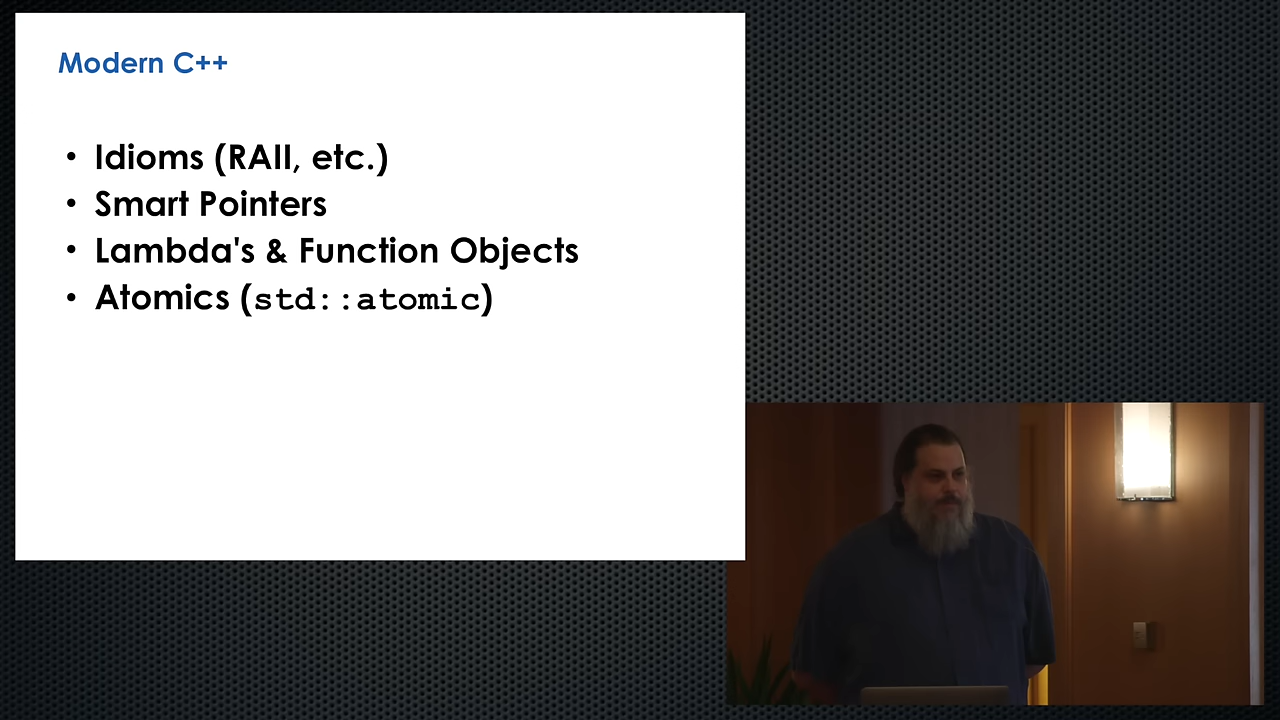 Modern C++
• Idioms (RAII, etc.)
• Smart Pointers
• Lambda's & Function Objects
• Atomics (std::atomic)